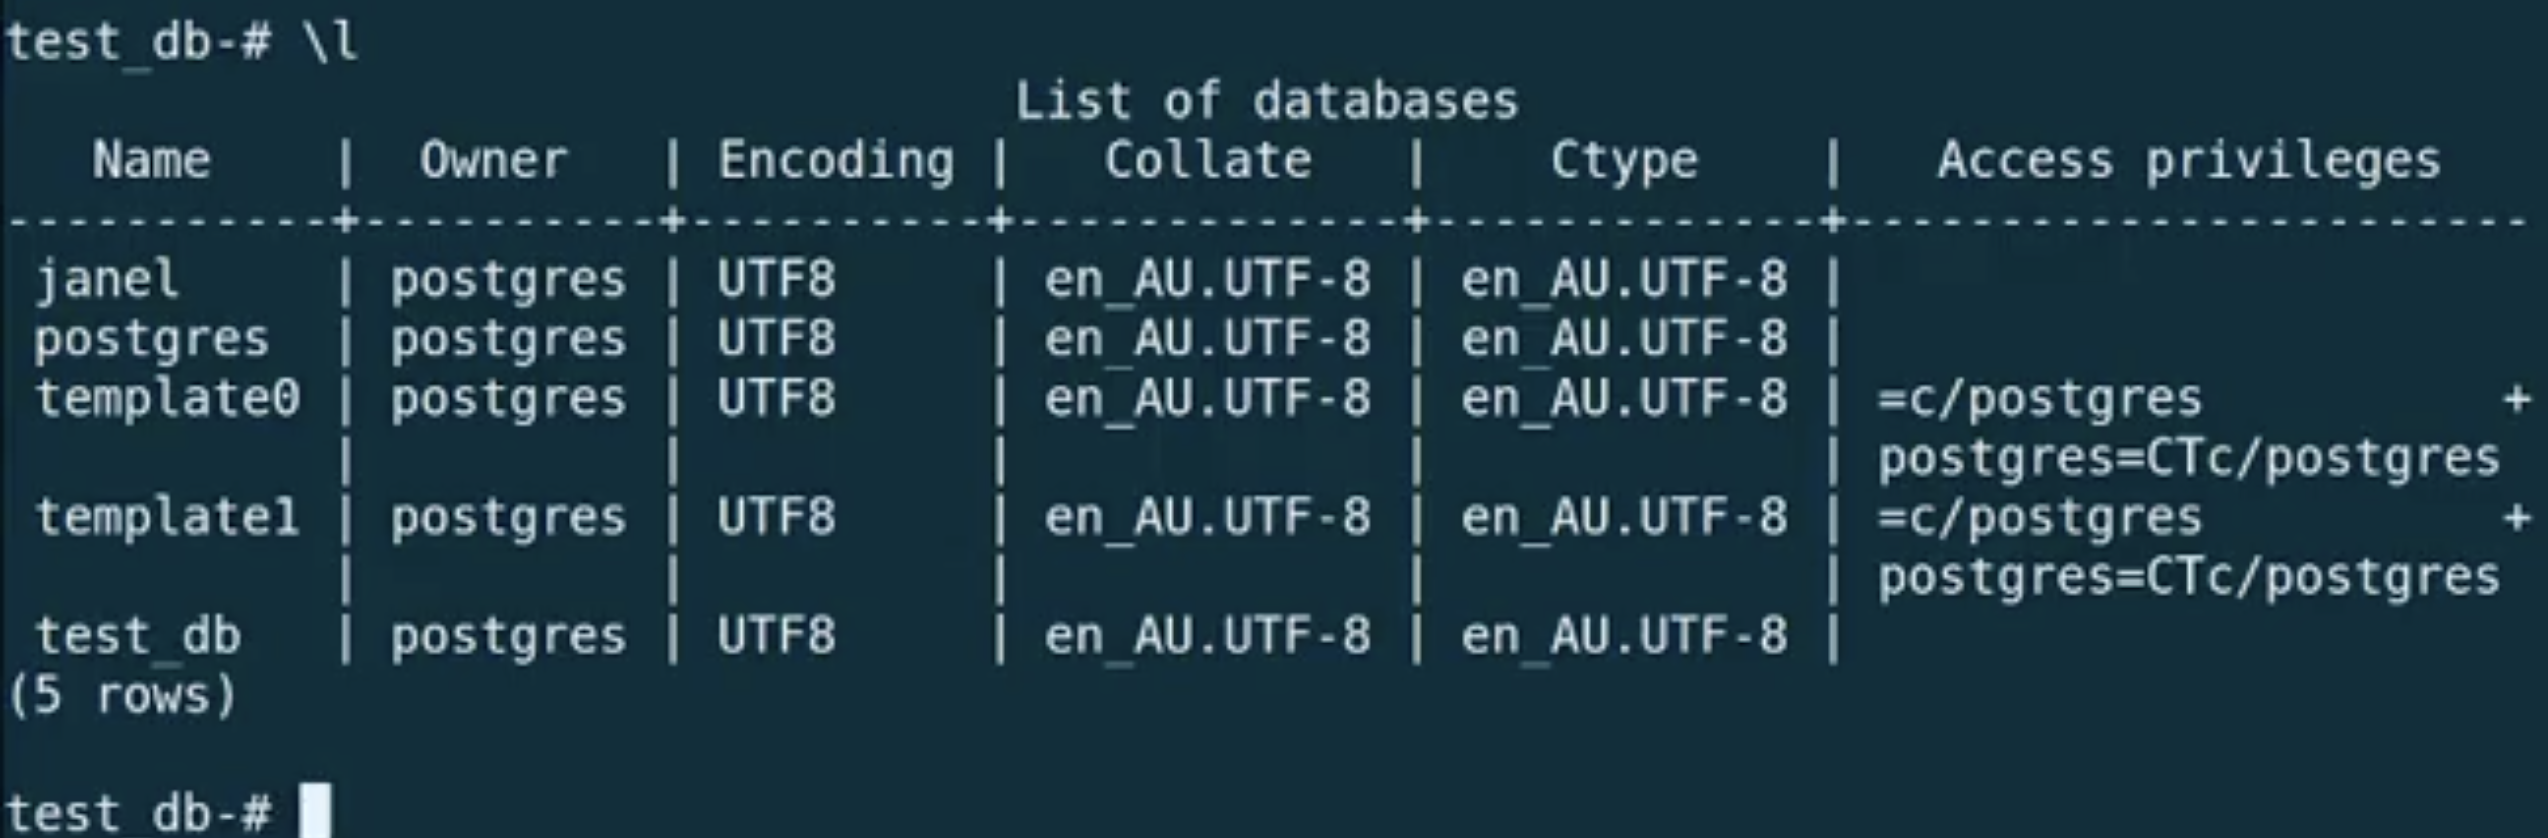 test_db-# \l
                                  List of databases
   Name    |  Owner   | Encoding |   Collate   |    Ctype    |   Access privileges
-----------+----------+----------+-------------+-------------+-----------------------
 janel     | postgres | UTF8     | en_AU.UTF-8 | en_AU.UTF-8 |
 postgres  | postgres | UTF8     | en_AU.UTF-8 | en_AU.UTF-8 |
 template0 | postgres | UTF8     | en_AU.UTF-8 | en_AU.UTF-8 | =c/postgres          +
           |          |          |             |             | postgres=CTc/postgres
 template1 | postgres | UTF8     | en_AU.UTF-8 | en_AU.UTF-8 | =c/postgres          +
           |          |          |             |             | postgres=CTc/postgres
 test_db   | postgres | UTF8     | en_AU.UTF-8 | en_AU.UTF-8 |
(5 rows)
test_db-#